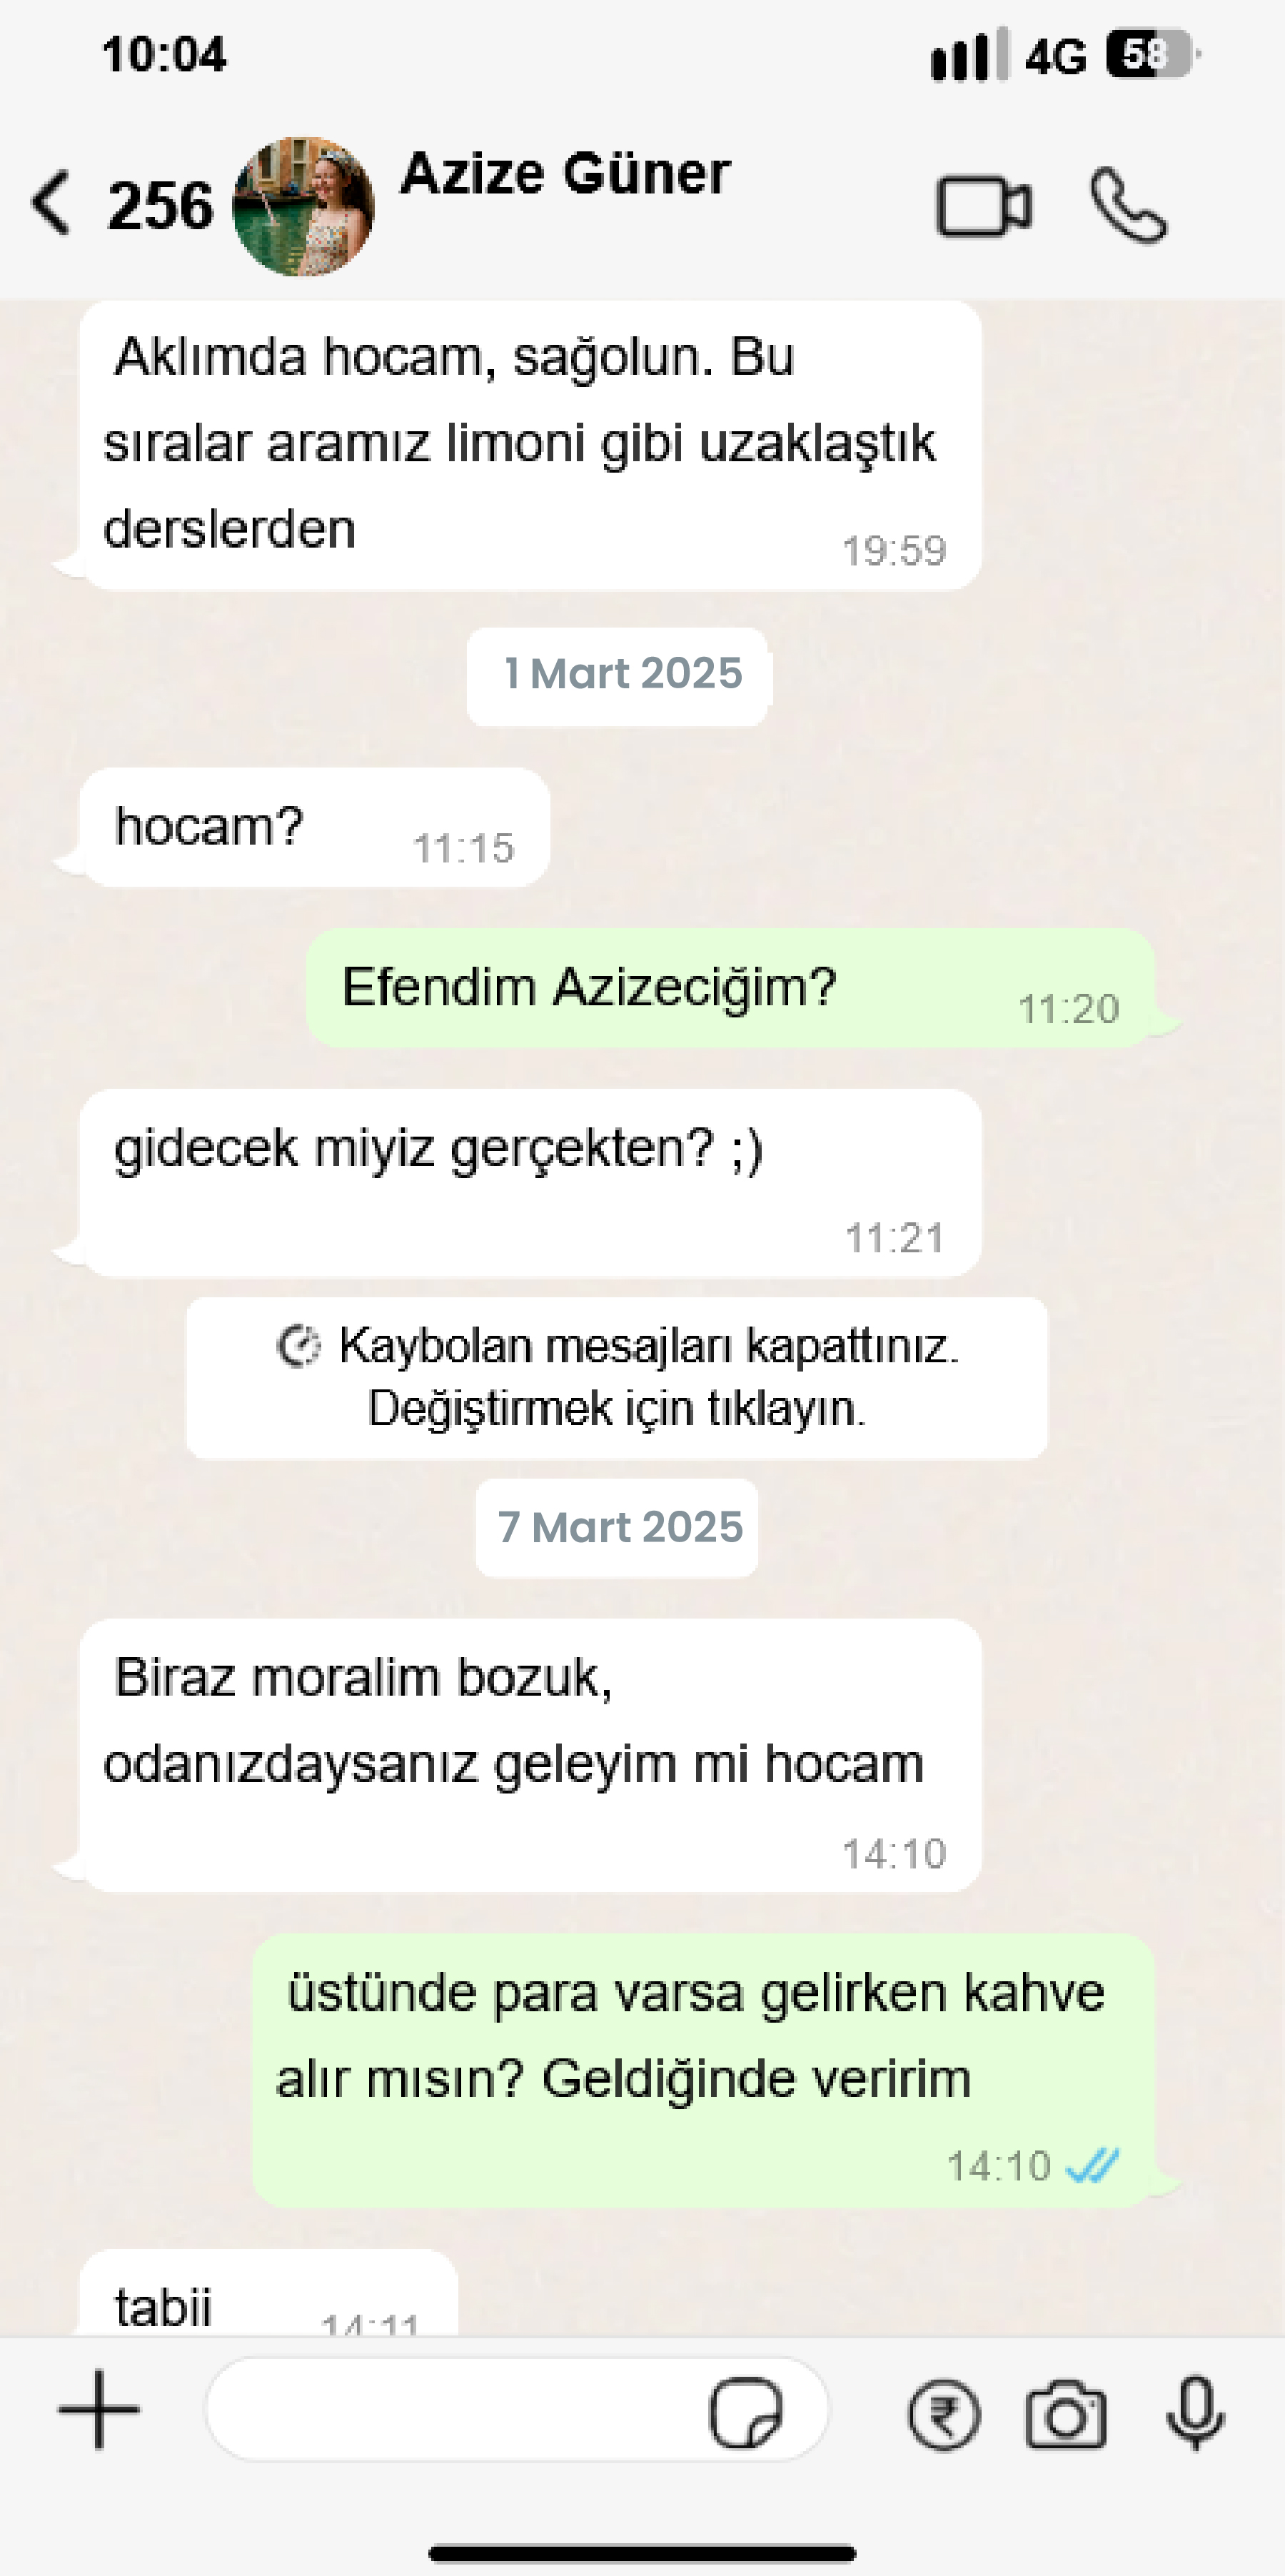 10:04
4G 58
256 Azize Güner
Aklımda hocam, sağolun. Bu
sıralar aramız limoni gibi uzaklaştık
derslerden
19:59
1 Mart 2025
hocam?
11:15
Efendim Azizeciğim?
11:20
gidecek miyiz gerçekten? ;)
11:21
Kaybolan mesajları kapattınız.
Değiştirmek için tıklayın.
7 Mart 2025
Biraz moralim bozuk,
odanızdaysanız geleyim mi hocam
14:10
üstünde para varsa gelirken kahve
alır mısın? Geldiğinde veririm
14:10
tabii
14:11
₹